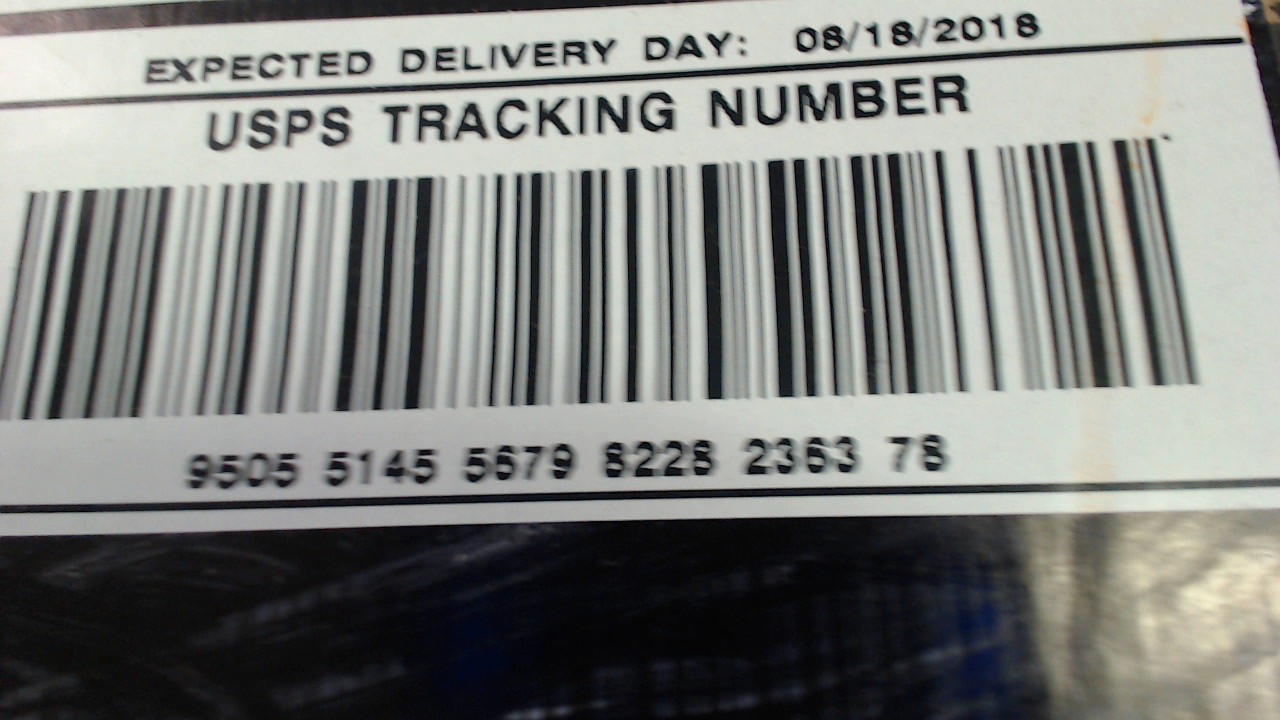 EXPECTED DELIVERY DAY: 08/18/2018
USPS TRACKING NUMBER
9505 5145 5679 8228 2363 78